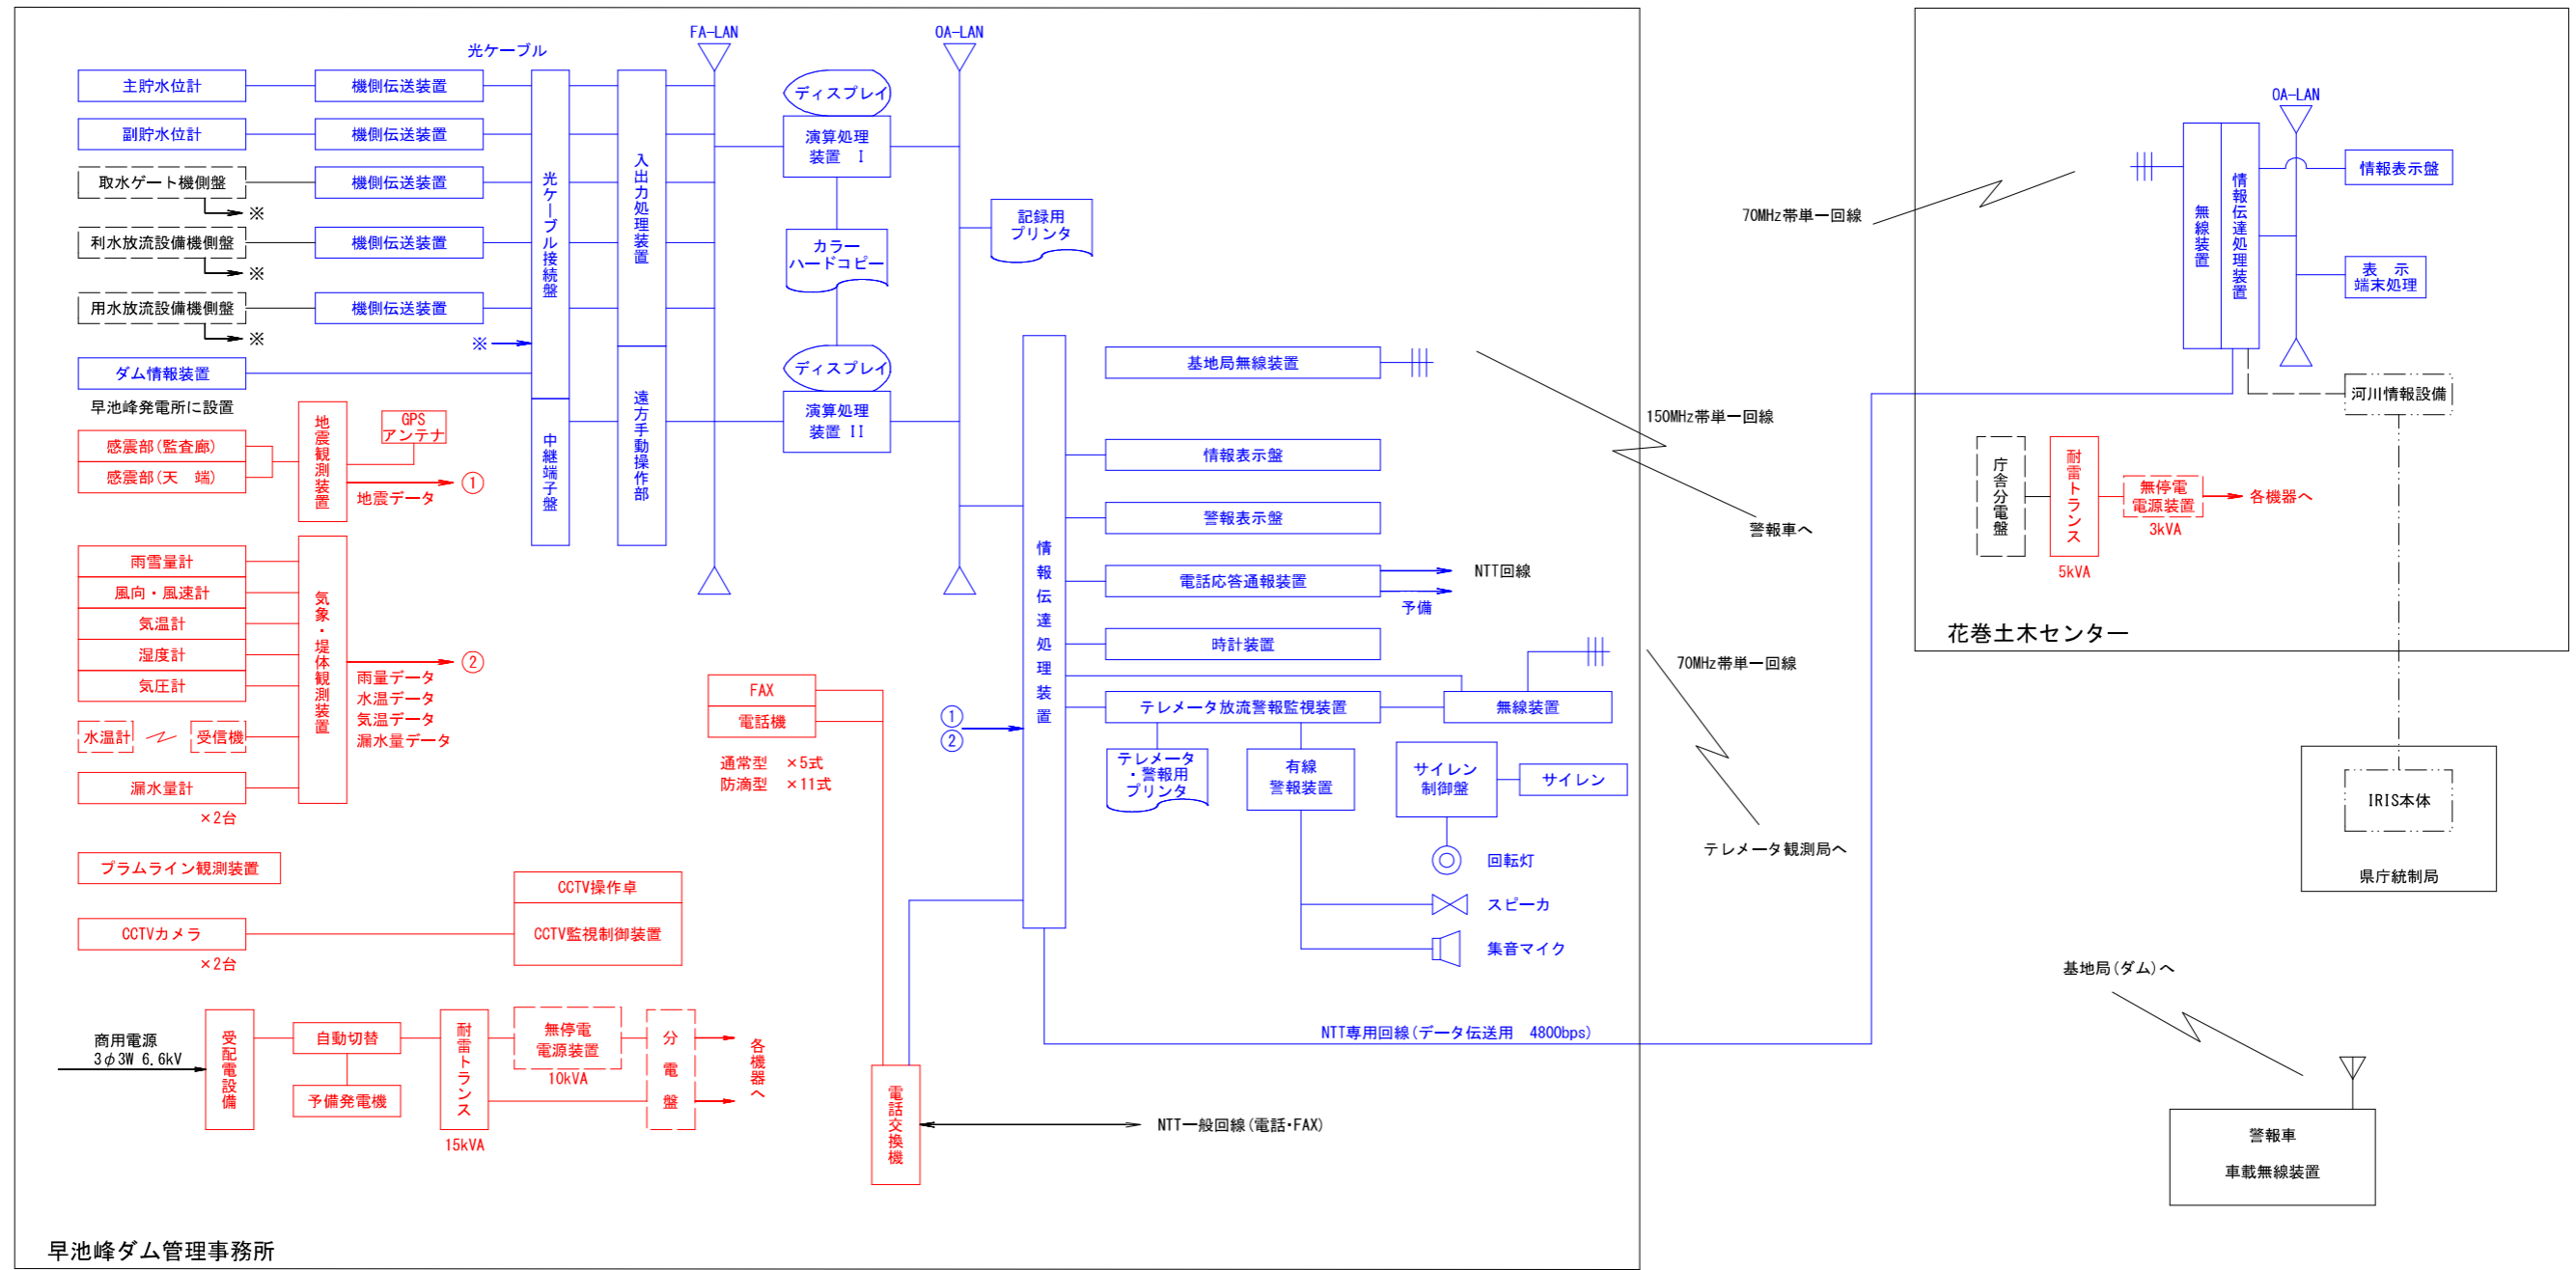 FA-LAN
OA-LAN
光ケーブル
主貯水位計
機側伝送装置
副貯水位計
機側伝送装置
取水ゲート機側盤
機側伝送装置
※
利水放流設備機側盤
機側伝送装置
※
用水放流設備機側盤
機側伝送装置
※
※
ダム情報装置
早池峰発電所に設置
光ケーブル接続盤
中継端子盤
入出力処理装置
遠方手動操作部
ディスプレイ
演算処理
装置 I
カラー
ハードコピー
ディスプレイ
演算処理
装置 II
記録用
プリンタ
感震部(監査廊)
感震部(天 端)
地震観測装置
GPS
アンテナ
地震データ
①
雨雪量計
風向・風速計
気温計
湿度計
気圧計
水温計
受信機
漏水量計
×2台
気象・堤体観測装置
②
雨量データ
水温データ
気温データ
漏水量データ
プラムライン観測装置
CCTVカメラ
×2台
CCTV操作卓
CCTV監視制御装置
FAX
電話機
通常型 ×5式
防滴型 ×11式
商用電源
3φ3W 6.6kV
受配電設備
自動切替
予備発電機
耐雷トランス
15kVA
無停電
電源装置
10kVA
分電盤
各機器へ
電話交換機
NTT一般回線(電話・FAX)
①
②
情報伝達処理装置
基地局無線装置
情報表示盤
警報表示盤
電話応答通報装置
NTT回線
予備
時計装置
テレメータ放流警報監視装置
無線装置
テレメータ
・警報用
プリンタ
有線
警報装置
サイレン
制御盤
サイレン
回転灯
スピーカ
集音マイク
NTT専用回線(データ伝送用 4800bps)
早池峰ダム管理事務所
70MHz帯単一回線
150MHz帯単一回線
警報車へ
70MHz帯単一回線
テレメータ観測局へ
OA-LAN
無線装置
情報伝達処理装置
情報表示盤
表 示
端末処理
河川情報設備
庁舎分電盤
耐雷トランス
5kVA
無停電
電源装置
3kVA
各機器へ
花巻土木センター
IRIS本体
県庁統制局
基地局(ダム)へ
警報車
車載無線装置